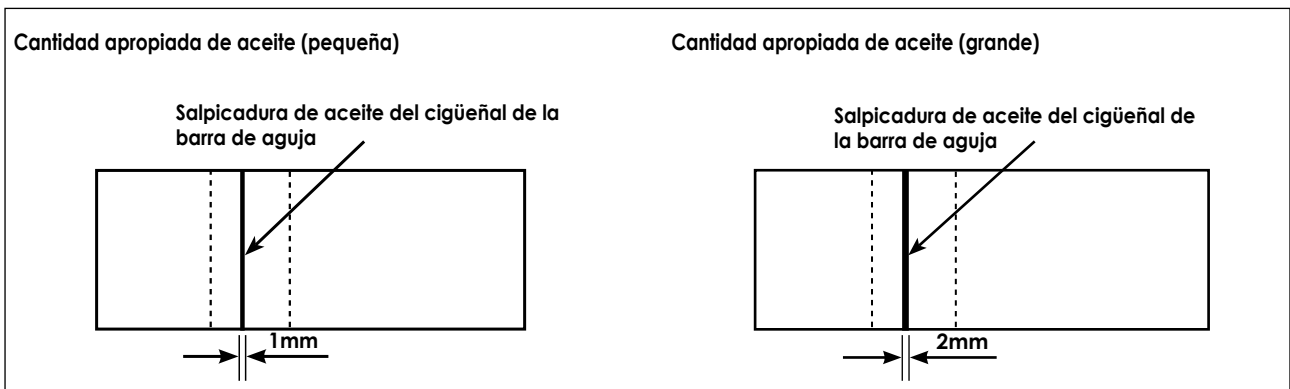 Cantidad apropiada de aceite (pequeña)
Salpicadura de aceite del cigüeñal de la
barra de aguja
1mm
Cantidad apropiada de aceite (grande)
Salpicadura de aceite del cigüeñal de
la barra de aguja
2mm